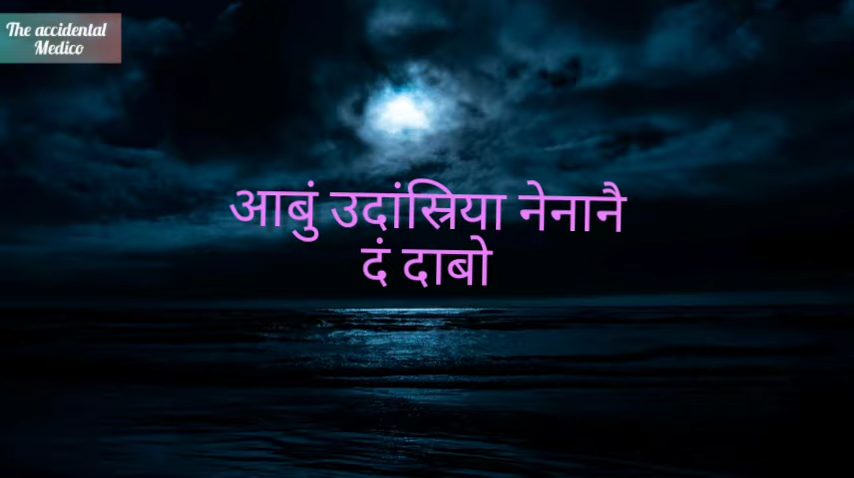 The accidental
Medico
आबुं उदांस्रिया नेनानै
दं दाबो